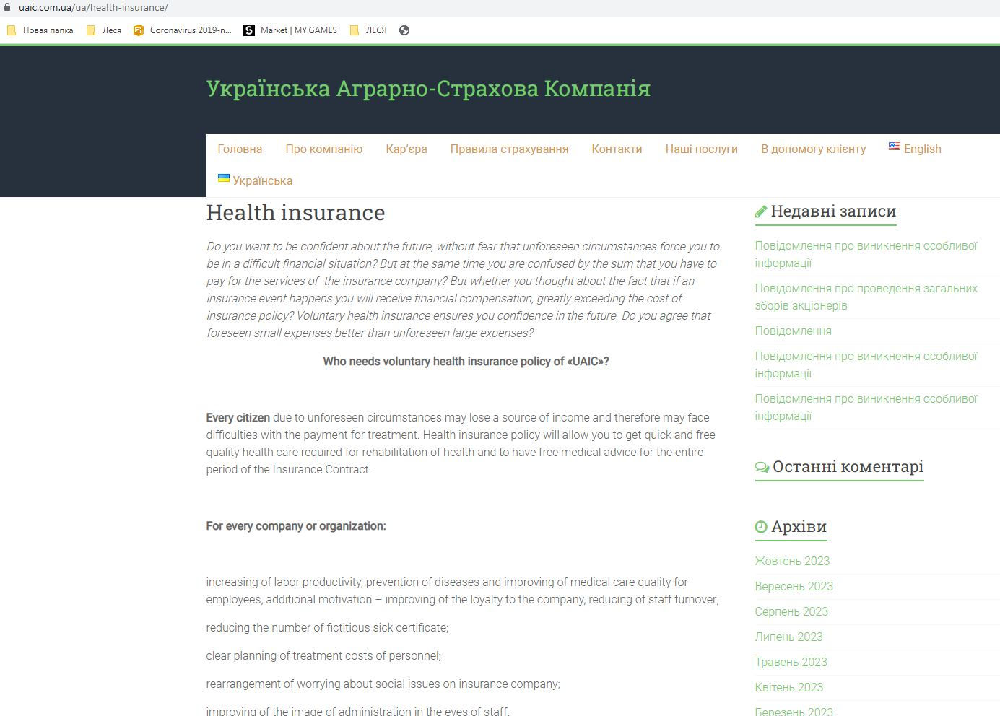 uaic.com.ua/ua/health-insurance/
Новая папка
Леся
Coronavirus 2019-n...
Market | MY.GAMES
ЛЕСЯ
Українська Аграрно-Страхова Компанія
Головна
Про компанію
Кар’єра
Правила страхування
Контакти
Наші послуги
В допомогу клієнту
English
Українська
Health insurance
Do you want to be confident about the future, without fear that unforeseen circumstances force you to
be in a difficult financial situation? But at the same time you are confused by the sum that you have to
pay for the services of the insurance company? But whether you thought about the fact that if an
insurance event happens you will receive financial compensation, greatly exceeding the cost of
insurance policy? Voluntary health insurance ensures you confidence in the future. Do you agree that
foreseen small expenses better than unforeseen large expenses?
Who needs voluntary health insurance policy of «UAIC»?
Every citizen due to unforeseen circumstances may lose a source of income and therefore may face
difficulties with the payment for treatment. Health insurance policy will allow you to get quick and free
quality health care required for rehabilitation of health and to have free medical advice for the entire
period of the Insurance Contract.
For every company or organization:
increasing of labor productivity, prevention of diseases and improving of medical care quality for
employees, additional motivation – improving of the loyalty to the company, reducing of staff turnover;
reducing the number of fictitious sick certificate;
clear planning of treatment costs of personnel;
rearrangement of worrying about social issues on insurance company;
improving of the image of administration in the eyes of staff.
Недавні записи
Повідомлення про виникнення особливої
інформації
Повідомлення про проведення загальних
зборів акціонерів
Повідомлення
Повідомлення про виникнення особливої
інформації
Повідомлення про виникнення особливої
інформації
Останні коментарі
Архіви
Жовтень 2023
Вересень 2023
Серпень 2023
Липень 2023
Травень 2023
Квітень 2023
Березень 2023